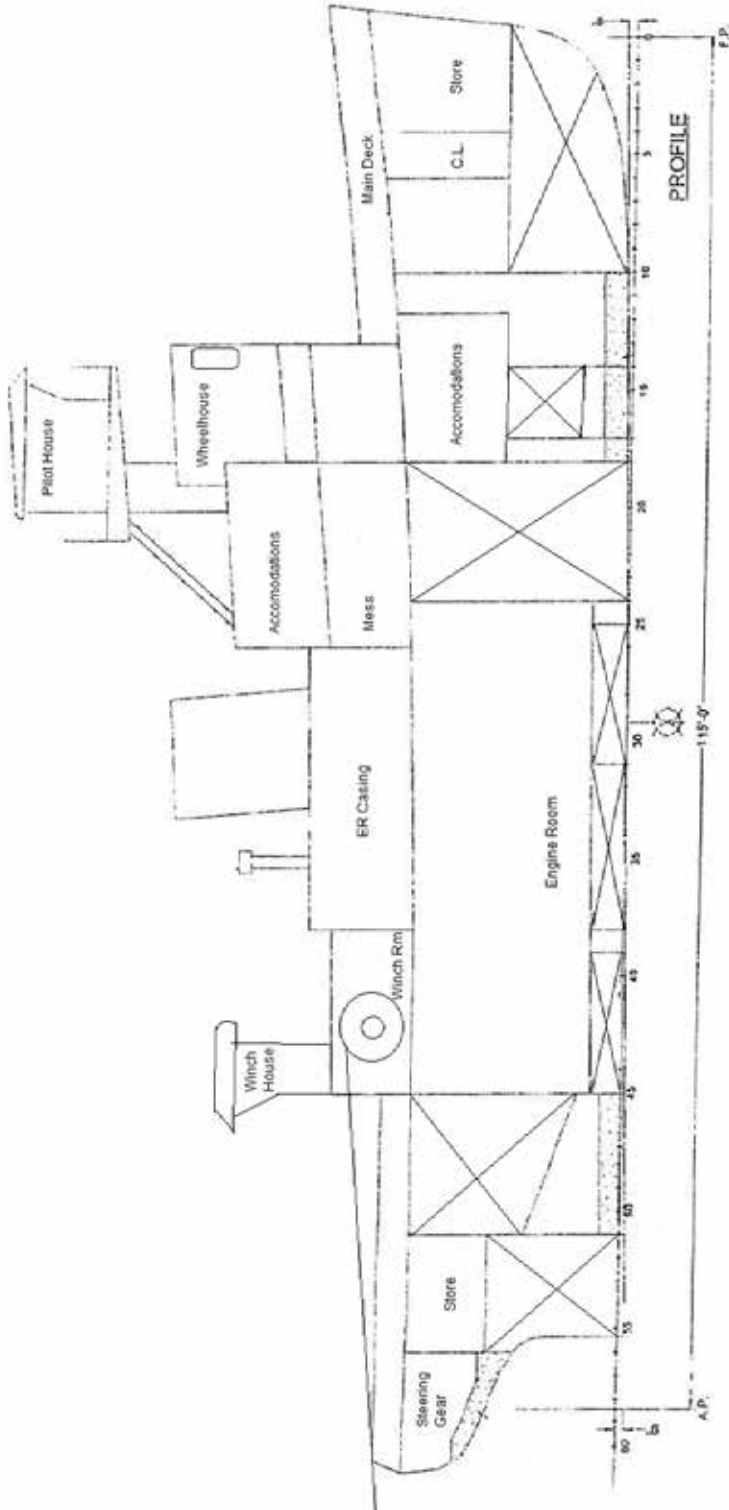 Pilot House
Wheelhouse
Main Deck
Accomodations
Mess
Accomodations
C.L.
Store
ER Casing
Engine Room
Winch
House
Winch Rm
Store
Steering
Gear
PROFILE
60
55
50
45
40
35
30
25
20
15
10
5
0
115'-0"
A.P.
F.P.